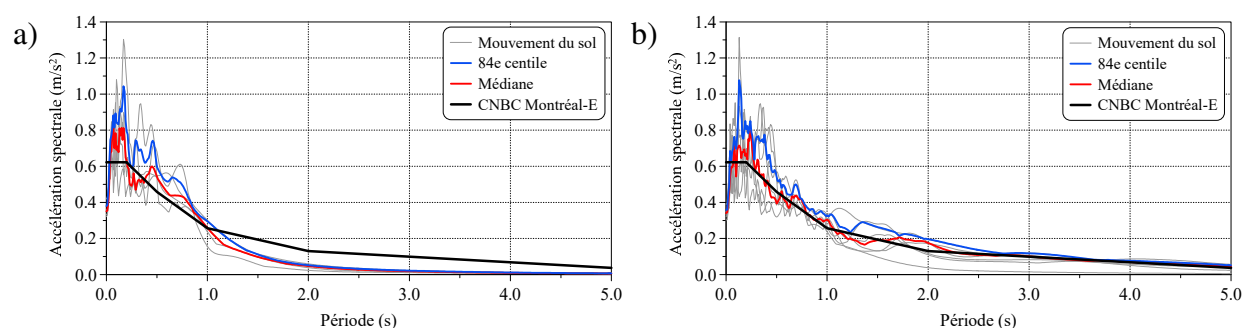 a)
Accélération spectrale (m/s²)
1.4
1.2
1.0
0.8
0.6
0.4
0.2
0.0
0.0 1.0 2.0 3.0 4.0 5.0
Période (s)
Mouvement du sol
84e centile
Médiane
CNBC Montréal-E
b)
Accélération spectrale (m/s²)
1.4
1.2
1.0
0.8
0.6
0.4
0.2
0.0
0.0 1.0 2.0 3.0 4.0 5.0
Période (s)
Mouvement du sol
84e centile
Médiane
CNBC Montréal-E